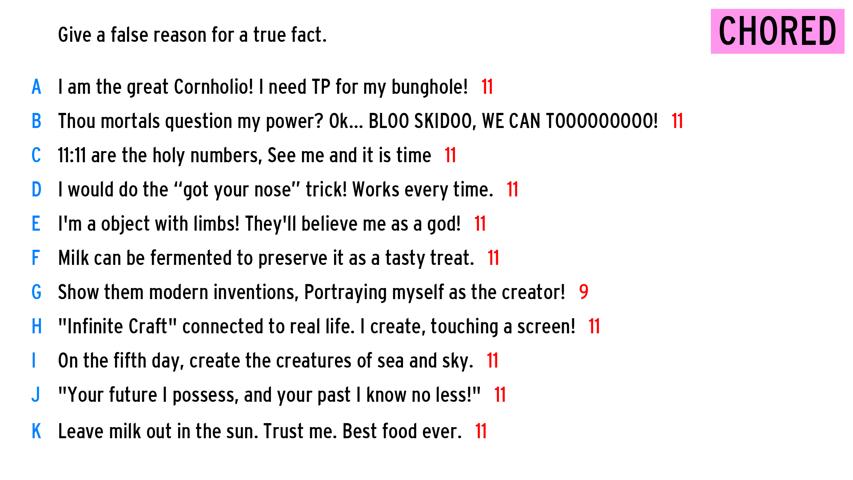 Give a false reason for a true fact.
CHORED
A I am the great Cornholio! I need TP for my bunghole! 11
B Thou mortals question my power? Ok... BLOO SKIDOO, WE CAN TOOOOOOOOO! 11
C 11:11 are the holy numbers, See me and it is time 11
D I would do the “got your nose” trick! Works every time. 11
E I'm a object with limbs! They'll believe me as a god! 11
F Milk can be fermented to preserve it as a tasty treat. 11
G Show them modern inventions, Portraying myself as the creator! 9
H "Infinite Craft" connected to real life. I create, touching a screen! 11
I On the fifth day, create the creatures of sea and sky. 11
J "Your future I possess, and your past I know no less!" 11
K Leave milk out in the sun. Trust me. Best food ever. 11